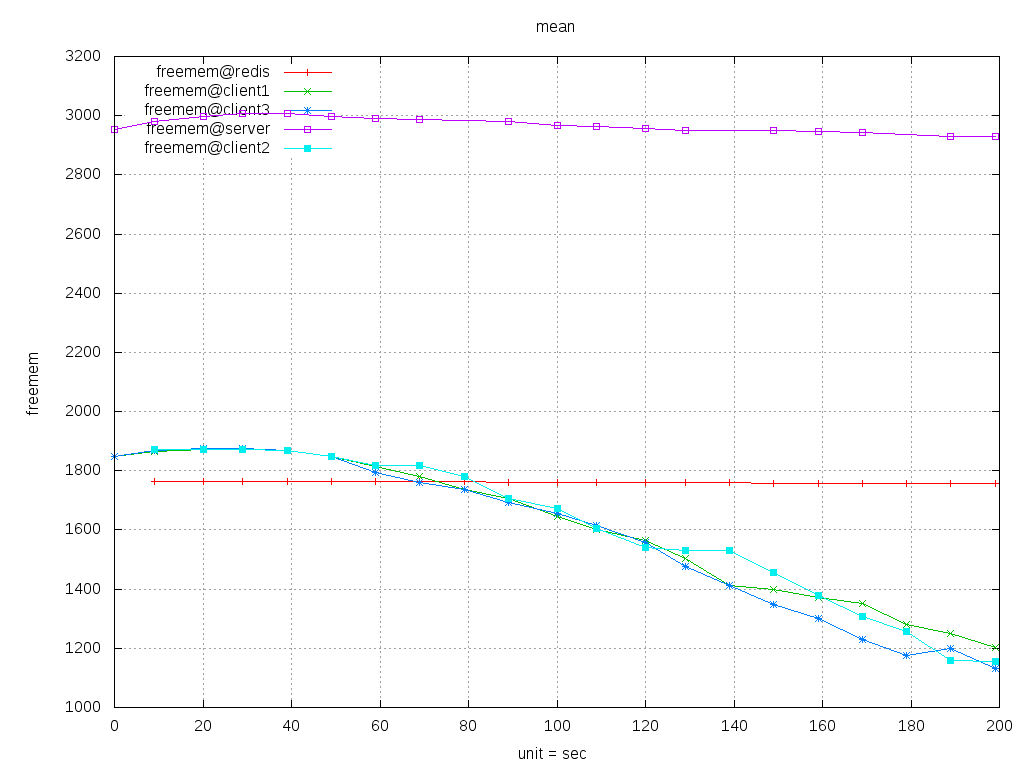 mean
3200
3000
2800
2600
2400
2200
2000
1800
1600
1400
1200
1000
freemem@redis
freemem@client1
freemem@client3
freemem@server
freemem@client2
freemem
0 20 40 60 80 100 120 140 160 180 200
unit = sec